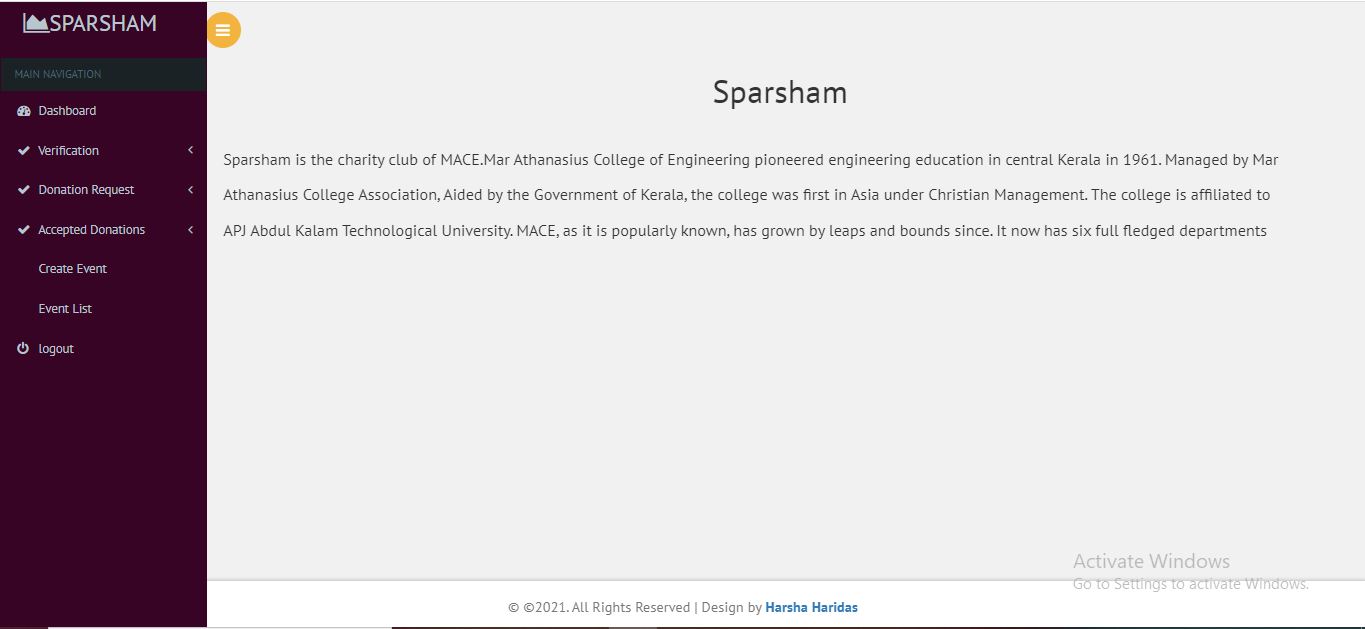 SPARSHAM
MAIN NAVIGATION
Dashboard
Verification
Donation Request
Accepted Donations
Create Event
Event List
logout
Sparsham
Sparsham is the charity club of MACE.Mar Athanasius College of Engineering pioneered engineering education in central Kerala in 1961. Managed by Mar
Athanasius College Association, Aided by the Government of Kerala, the college was first in Asia under Christian Management. The college is affiliated to
APJ Abdul Kalam Technological University. MACE, as it is popularly known, has grown by leaps and bounds since. It now has six full fledged departments
Activate Windows
Go to Settings to activate Windows.
© ©2021. All Rights Reserved | Design by Harsha Haridas